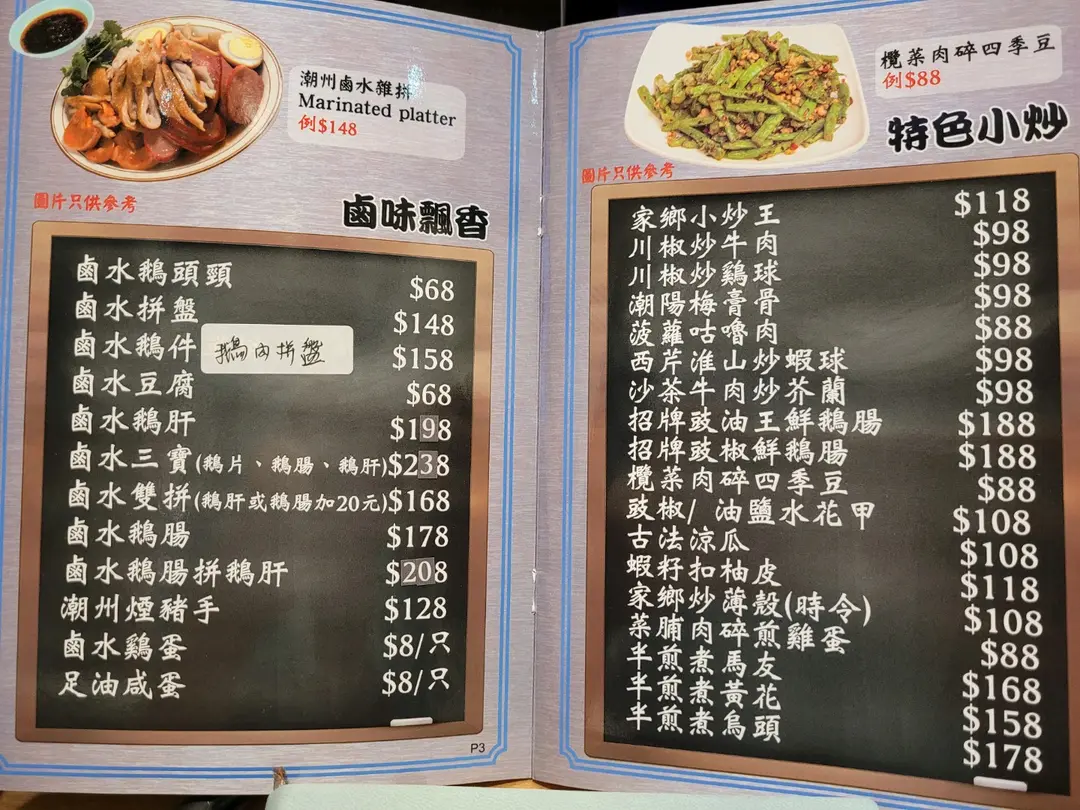 潮州鹵水雜拼
Marinated platter
例$148
圖片只供參考
鹵味飄香
鹵水鵝頭頸 $68
鹵水拼盤 $148
鹵水鵝件 鵝肉拼盤 $158
鹵水豆腐 $68
鹵水鵝肝 $198
鹵水三寶(鵝片、鵝腸、鵝肝) $238
鹵水雙拼(鵝肝或鵝腸加20元) $168
鹵水鵝腸 $178
鹵水鵝腸拼鵝肝 $208
潮州煙豬手 $128
鹵水鷄蛋 $8/只
足油咸蛋 $8/只
P3
欖菜肉碎四季豆
例$88
特色小炒
圖片只供參考
家鄉小炒王 $118
川椒炒牛肉 $98
川椒炒鷄球 $98
潮陽梅膏骨 $98
菠蘿咕嚕肉 $88
西芹淮山炒蝦球 $98
沙茶牛肉炒芥蘭 $98
招牌豉油王鮮鵝腸 $188
招牌豉椒鮮鵝腸 $188
欖菜肉碎四季豆 $88
豉椒/ 油鹽水花甲 $108
古法涼瓜 $108
蝦籽扣柚皮 $118
家鄉炒薄殼(時令) $108
菜脯肉碎煎雞蛋 $88
半煎煮馬友 $168
半煎煮黃花 $158
半煎煮烏頭 $178